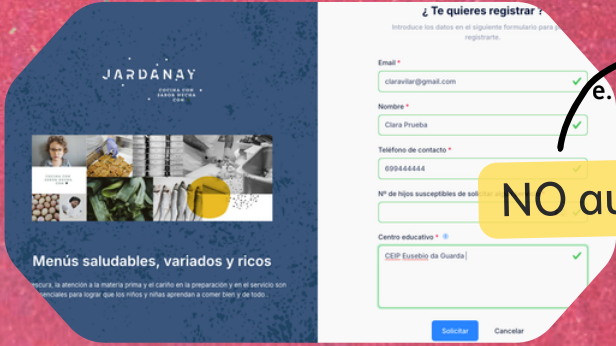 JARDANAY
COCINA CON
SABOR HECHA
CON
Menús saludables, variados y ricos
la atención a la materia prima y el cariño en la preparación y en el servicio son
para lograr que los niños y niñas aprendan a comer bien y de todo.
¿ Te quieres registrar ?
Introduce los datos en el siguiente formulario para
registrarte.
Email *
claravilar@gmail.com
Nombre *
Clara Prueba
Teléfono de contacto *
699444444
Nº de hijos susceptibles de
Centro educativo *
CEIP Eusebio da Guarda
Solicitar Cancelar
e.
NO au